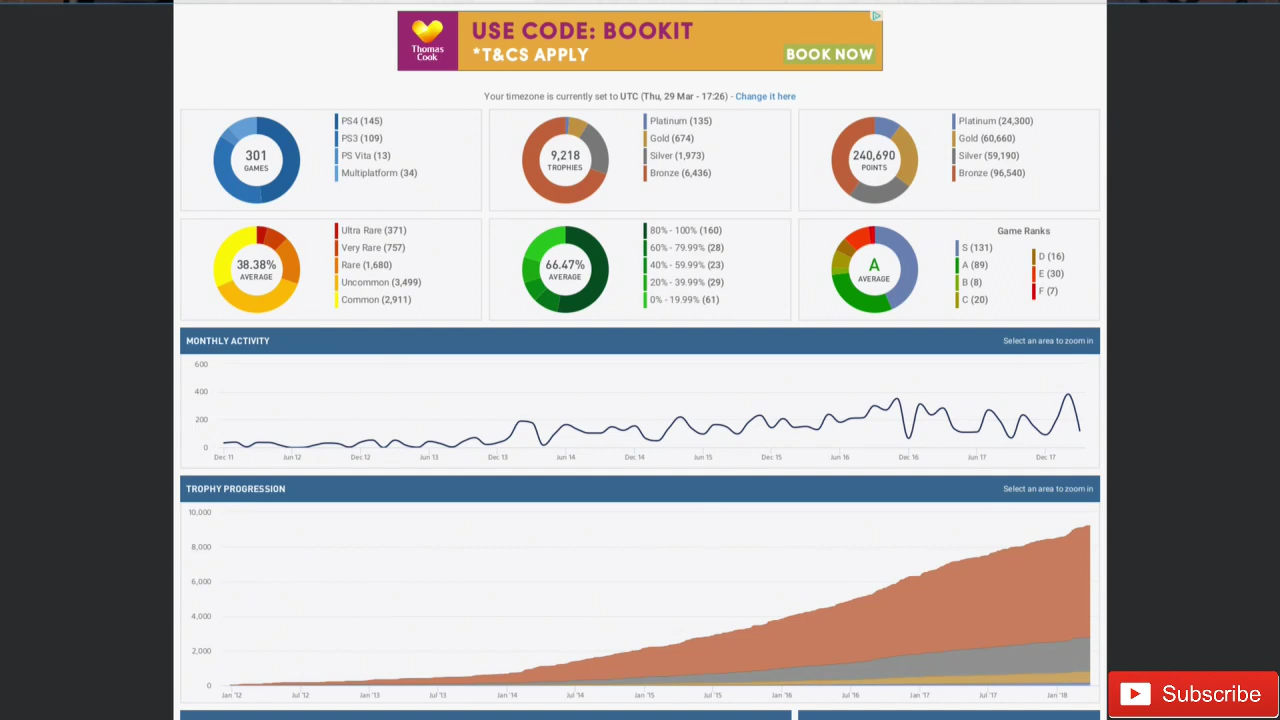 Thomas Cook
USE CODE: BOOKIT
*T&CS APPLY
BOOK NOW
Your timezone is currently set to UTC (Thu, 29 Mar - 17:26) - Change it here
301
GAMES
PS4 (145)
PS3 (109)
PS Vita (13)
Multiplatform (34)
9,218
TROPHIES
Platinum (135)
Gold (674)
Silver (1,973)
Bronze (6,436)
240,690
POINTS
Platinum (24,300)
Gold (60,660)
Silver (59,190)
Bronze (96,540)
38.38%
AVERAGE
Ultra Rare (371)
Very Rare (757)
Rare (1,680)
Uncommon (3,499)
Common (2,911)
66.47%
AVERAGE
80% - 100% (160)
60% - 79.99% (28)
40% - 59.99% (23)
20% - 39.99% (29)
0% - 19.99% (61)
A
AVERAGE
Game Ranks
S (131)
A (89)
B (8)
C (20)
D (16)
E (30)
F (7)
MONTHLY ACTIVITY
Select an area to zoom in
600
400
200
0
Dec 11 Jun 12 Dec 12 Jun 13 Dec 13 Jun 14 Dec 14 Jun 15 Dec 15 Jun 16 Dec 16 Jun 17 Dec 17
TROPHY PROGRESSION
Select an area to zoom in
10,000
8,000
6,000
4,000
2,000
0
Jan '12 Jul '12 Jan '13 Jul '13 Jan '14 Jul '14 Jan '15 Jul '15 Jan '16 Jul '16 Jan '17 Jul '17 Jan '18
Subscribe